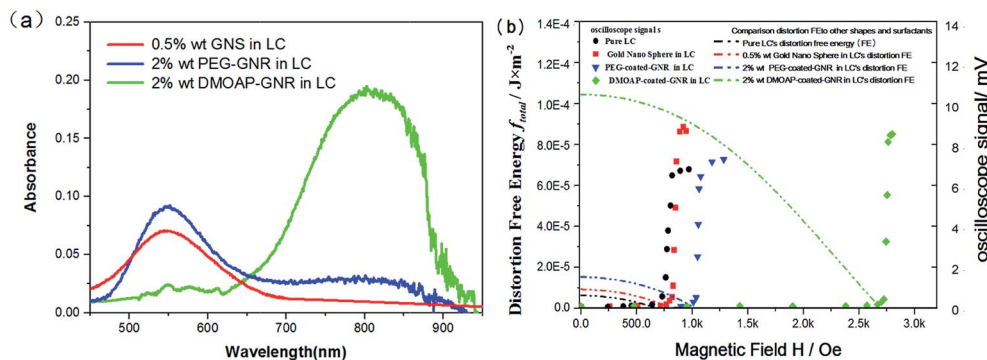 (a)
0.25
0.20
0.15
0.10
0.05
0.00
Absorbance
0.5% wt GNS in LC
2% wt PEG-GNR in LC
2% wt DMOAP-GNR in LC
500
600
700
800
900
Wavelength(nm)
(b)
1.4E-4
1.2E-4
1.0E-4
8.0E-5
6.0E-5
4.0E-5
2.0E-5
0.0
Distortion Free Energy f_total / J×m-2
oscilloscope signal s
Pure LC
Gold Nano Sphere in LC
PEG-coated-GNR in LC
DMOAP-coated-GNR in LC
Comparison distortion FEto other shapes and surfactants
Pure LC's distortion free energy (FE)
0.5% wt Gold Nano Sphere in LC's distortion FE
2% wt PEG-coated-GNR in LC's distortion FE
2% wt DMOAP-coated-GNR in LC's distortion FE
14
12
10
8
6
4
2
0
oscilloscope signal/ mV
0.0
500.0
1.0k
1.5k
2.0k
2.5k
3.0k
Magnetic Field H / Oe